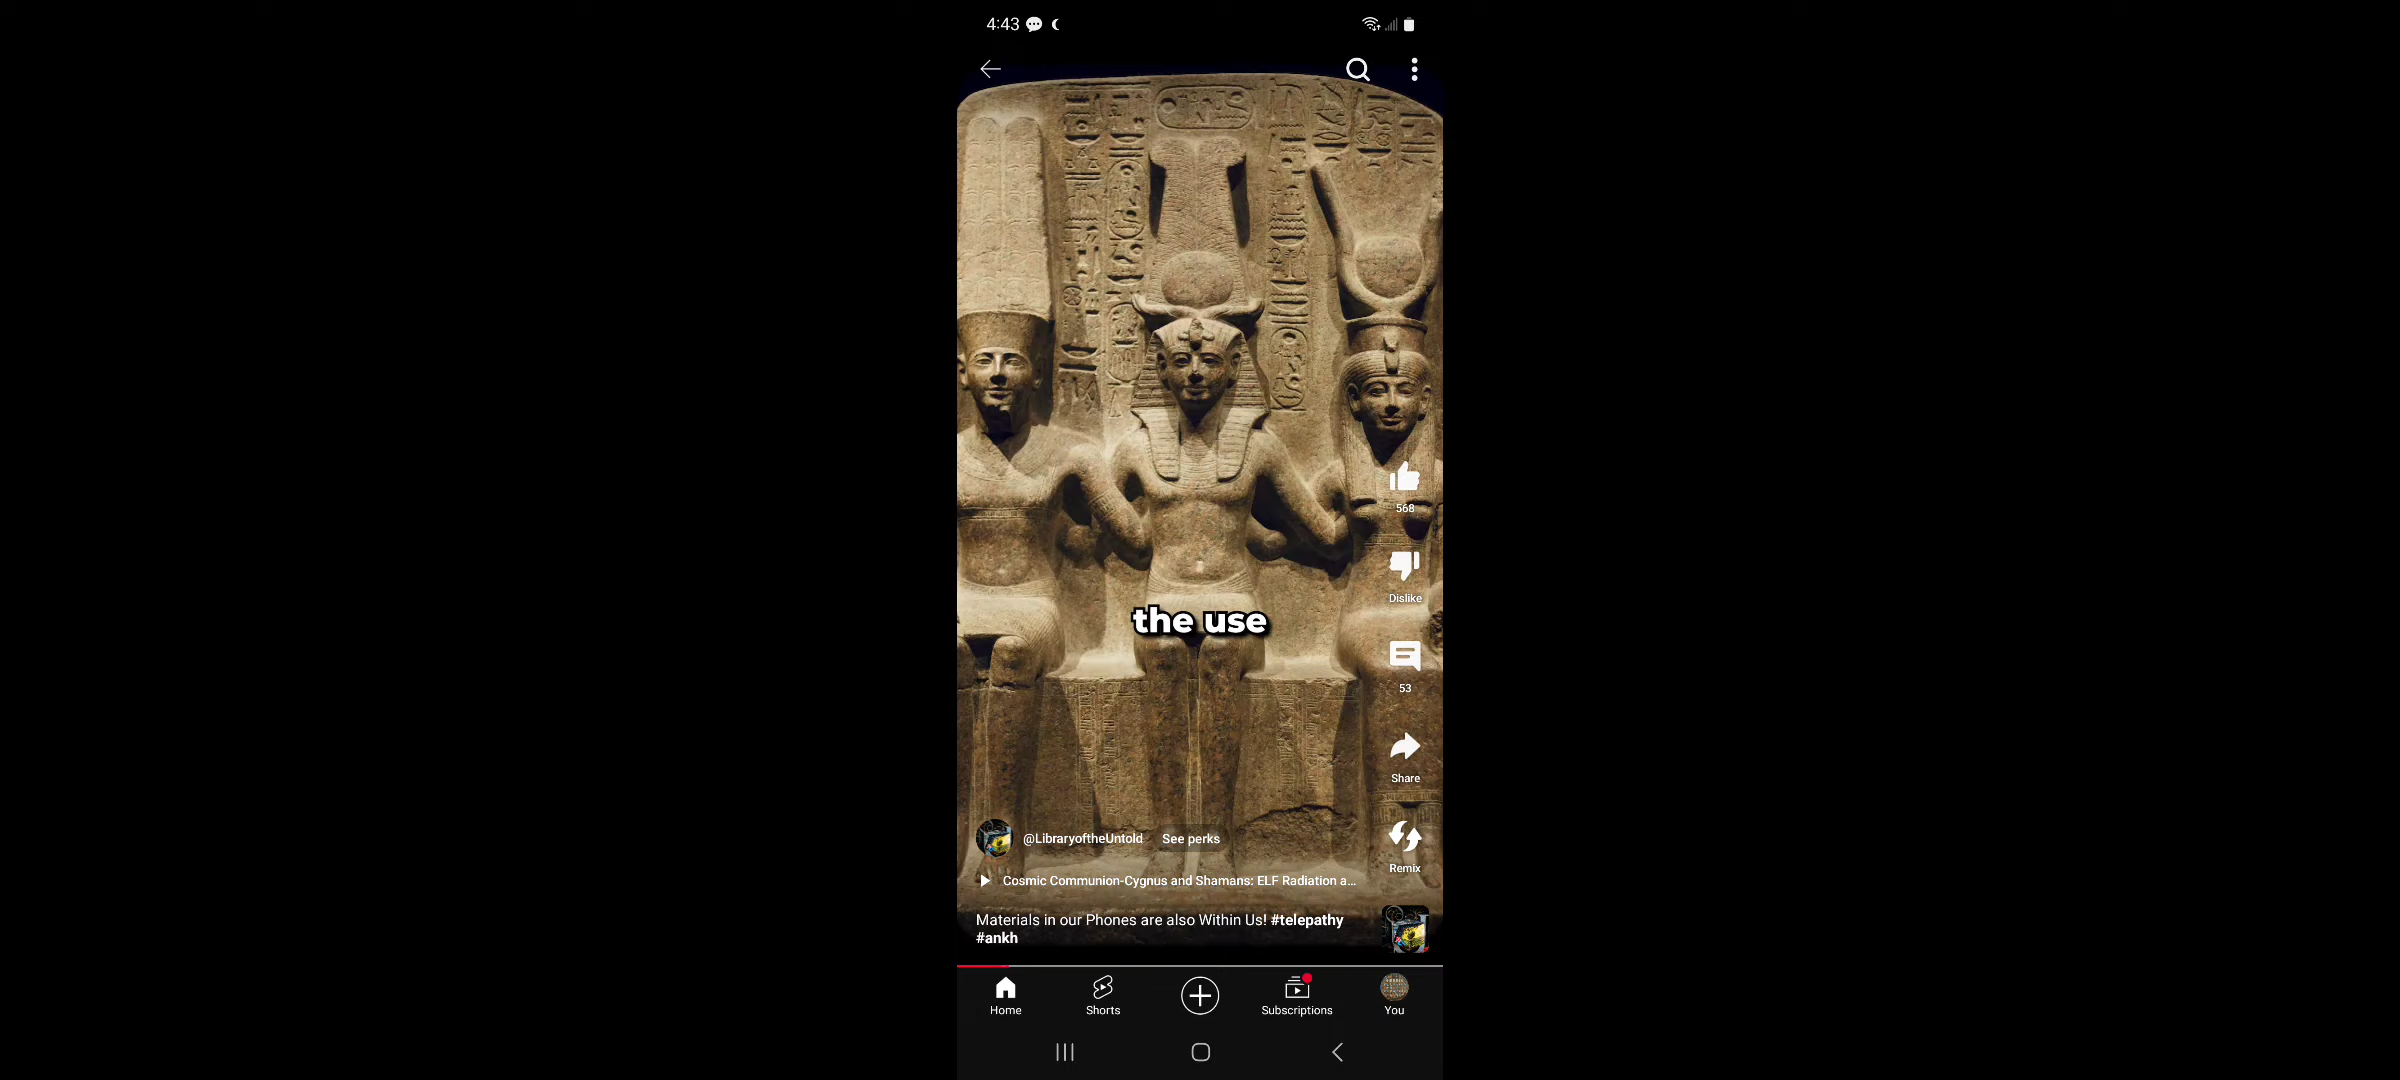 4:43
568
Dislike
the use
53
Share
@LibraryoftheUntold See perks
Remix
Cosmic Communion-Cygnus and Shamans: ELF Radiation a...
Materials in our Phones are also Within Us! #telepathy
#ankh
Home Shorts Subscriptions You